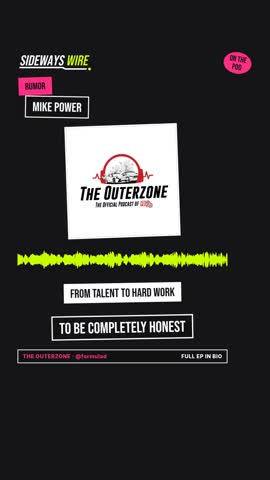 SIDEWAYS WIRE.
ON THE
POD
RUMOR
MIKE POWER
THE OUTERZONE
THE OFFICIAL PODCAST OF
FROM TALENT TO HARD WORK
TO BE COMPLETELY HONEST
THE OUTERZONE · @formulad
FULL EP IN BIO